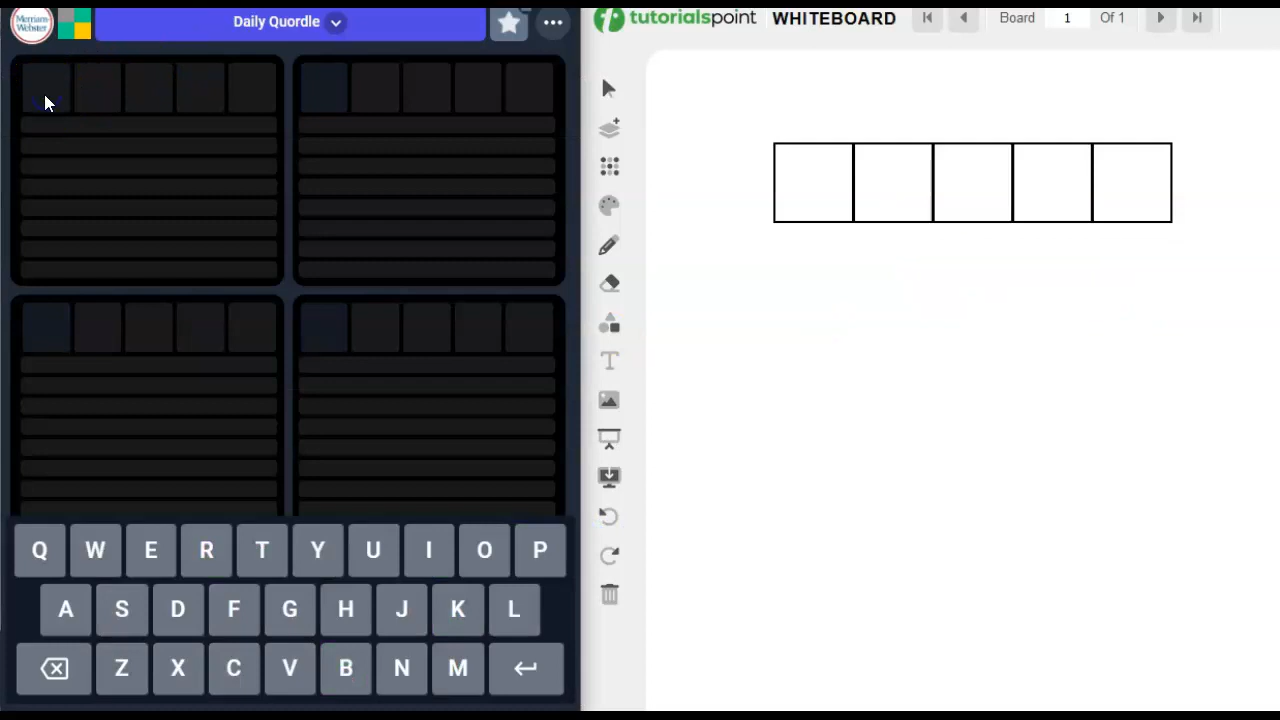 Merriam-
Webster
Daily Quordle
tutorialspoint WHITEBOARD Board 1 Of 1
Q W E R T Y U I O P
A S D F G H J K L
Z X C V B N M
T